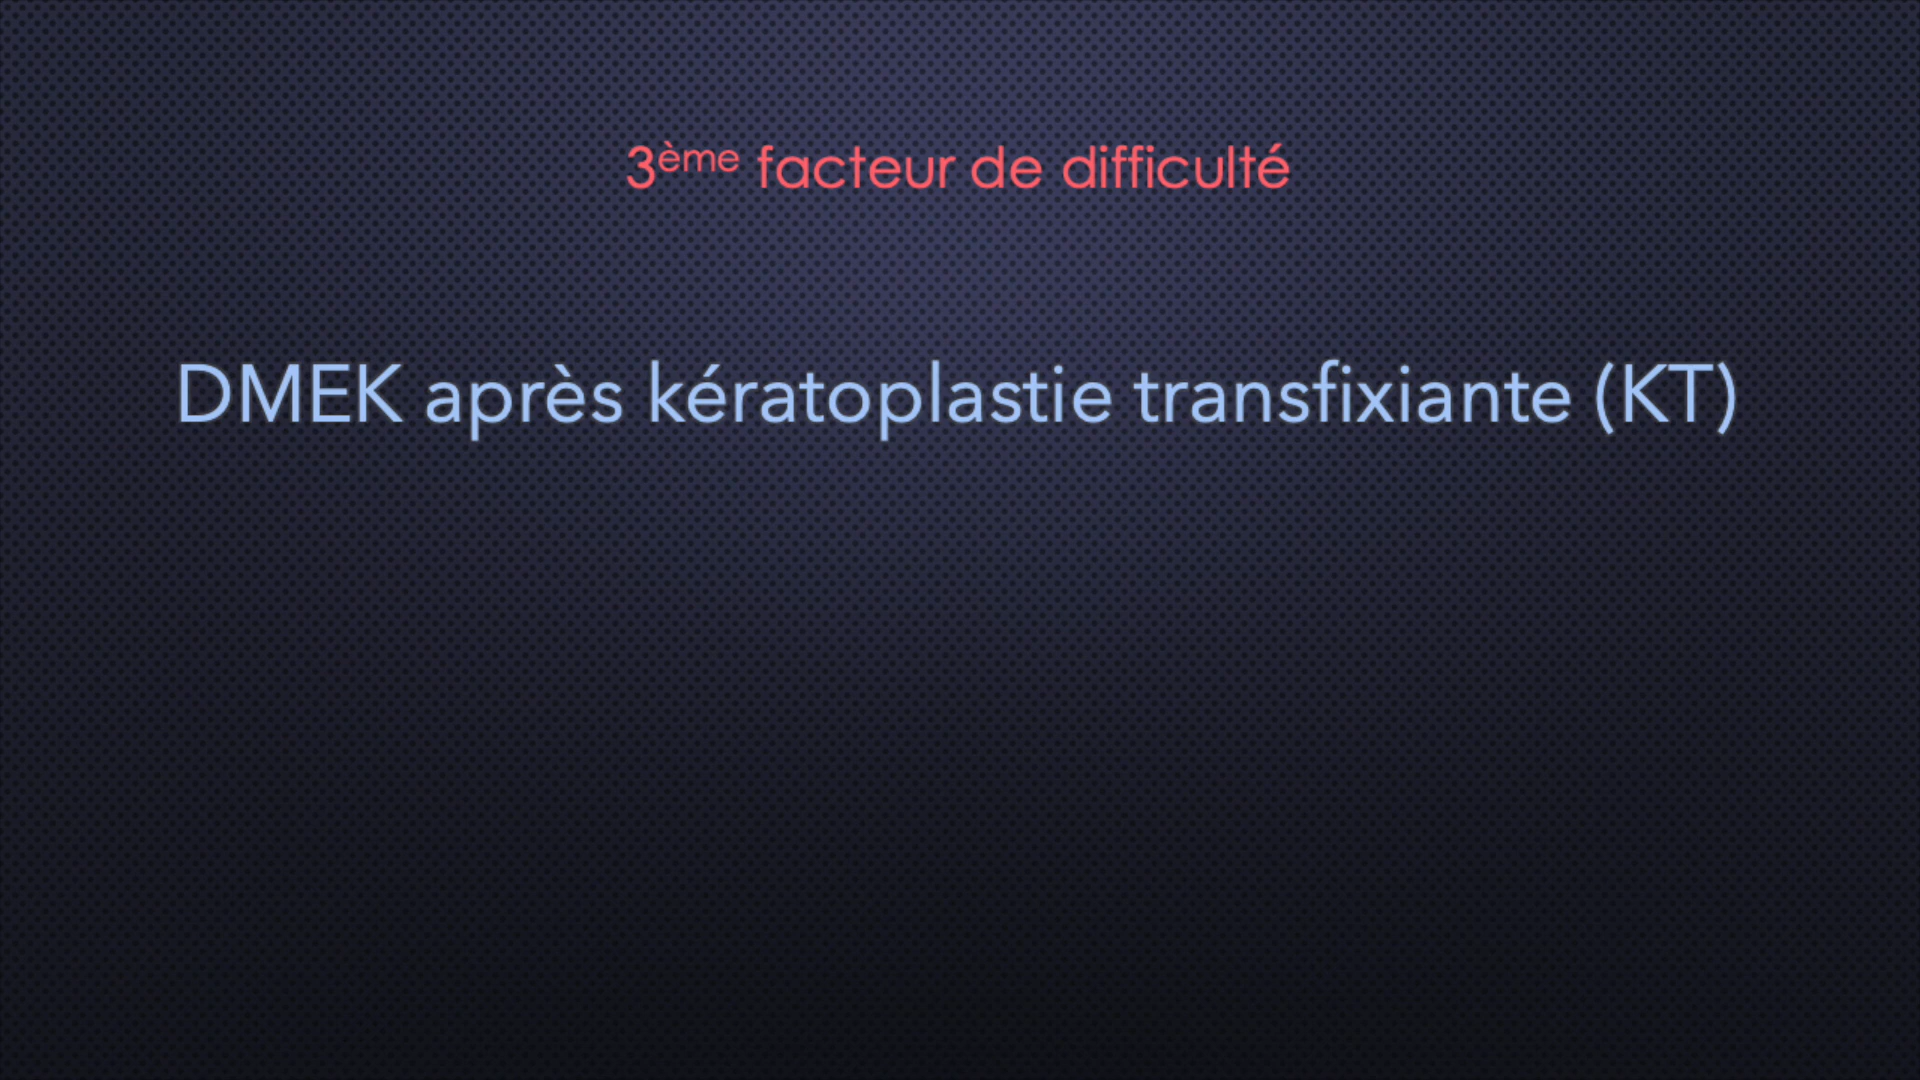 3ème facteur de difficulté
DMEK après kératoplastie transfixiante (KT)